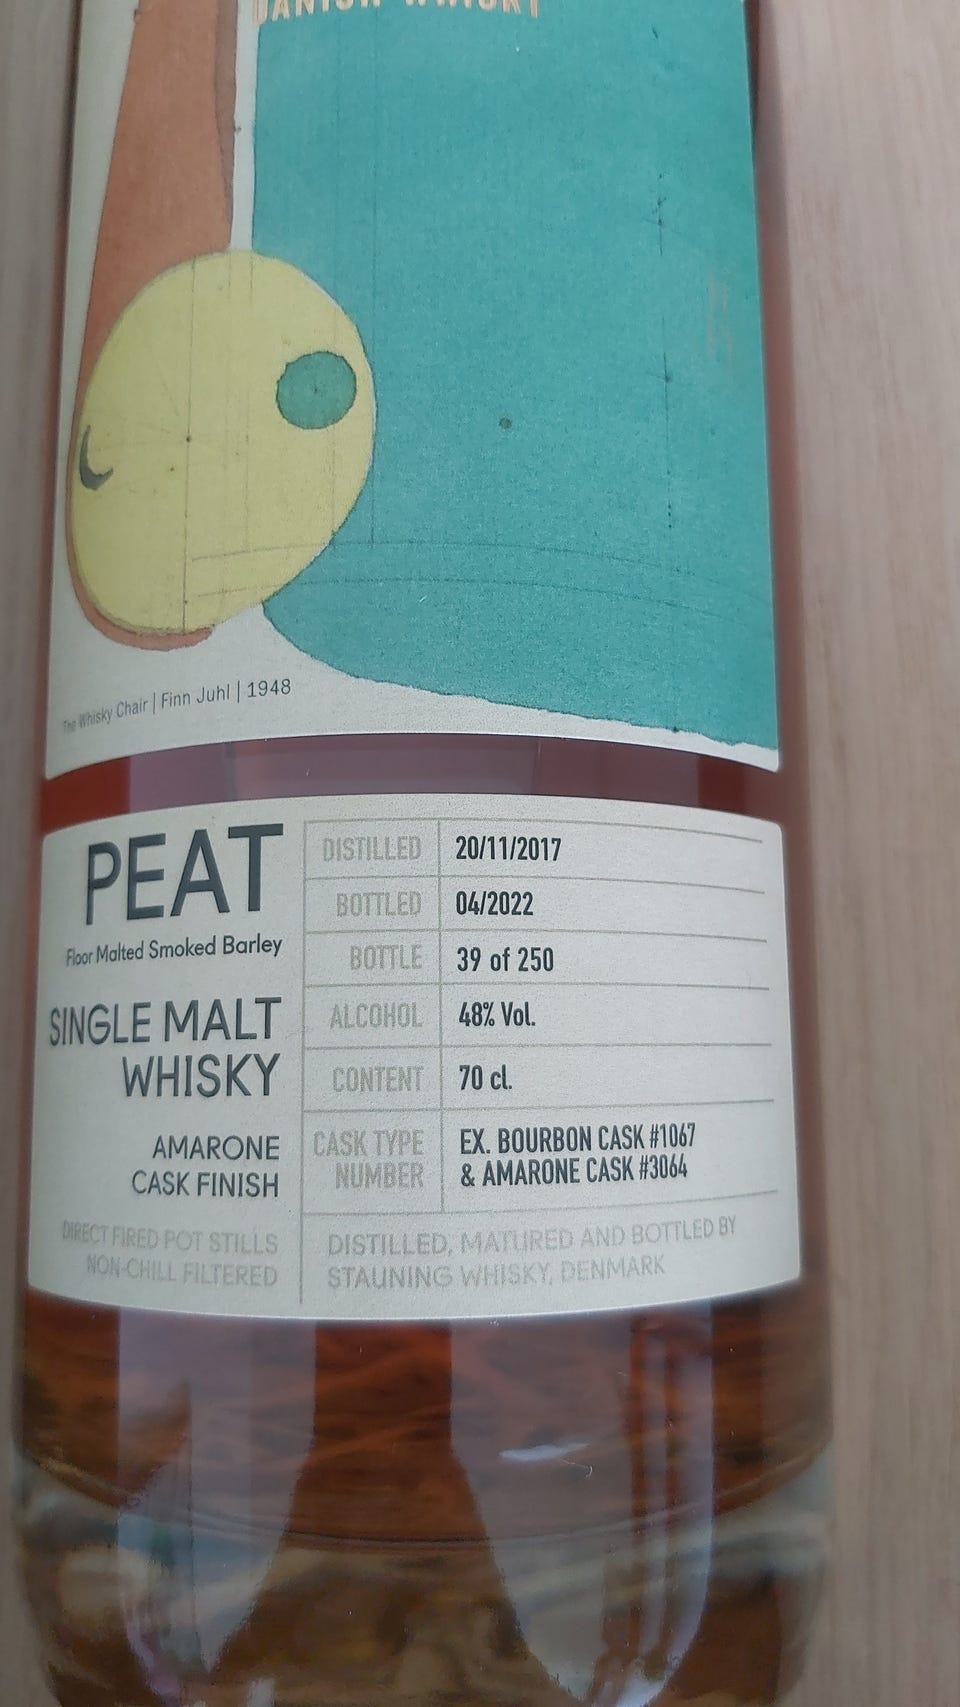 DANISH WHISKY
The Whisky Chair | Finn Juhl | 1948
PEAT
Floor Malted Smoked Barley
SINGLE MALT
WHISKY
AMARONE
CASK FINISH
DIRECT FIRED POT STILLS
NON-CHILL FILTERED
DISTILLED 20/11/2017
BOTTLED 04/2022
BOTTLE 39 of 250
ALCOHOL 48% Vol.
CONTENT 70 cl.
CASK TYPE EX. BOURBON CASK #1067
NUMBER & AMARONE CASK #3064
DISTILLED, MATURED AND BOTTLED BY
STAUNING WHISKY, DENMARK